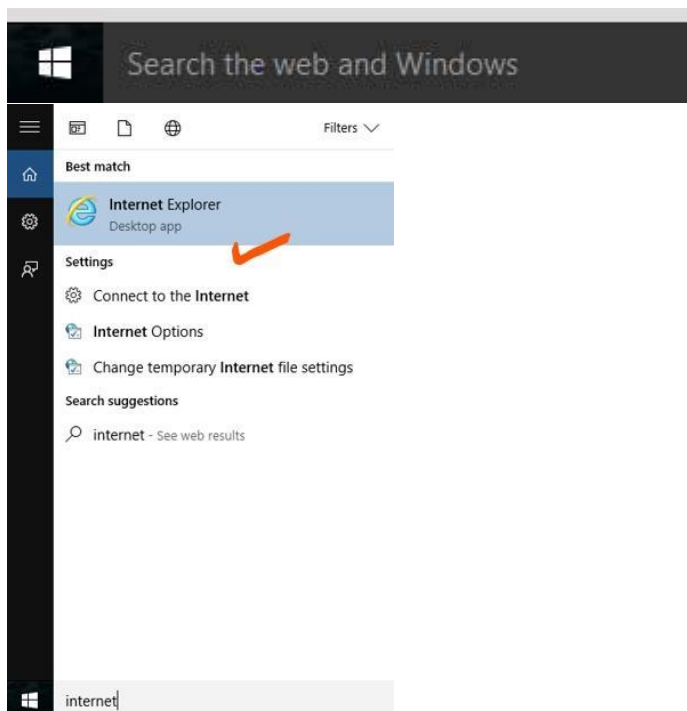 Search the web and Windows
Filters
Best match
Internet Explorer
Desktop app
Settings
Connect to the Internet
Internet Options
Change temporary Internet file settings
Search suggestions
internet - See web results
internet